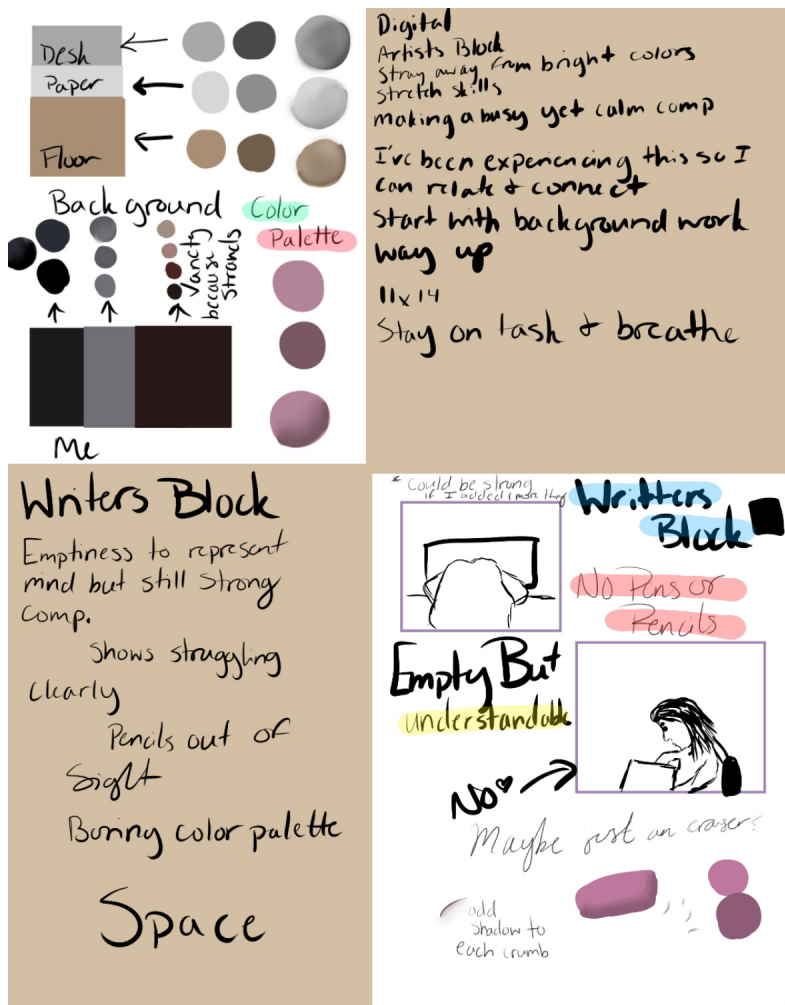 Desk
Paper
Floor
Background
Color
Palette
Variety
because
strands
Me
Digital
Artists Block
Stray away from bright colors
stretch skills
making a busy yet calm comp
I've been experiencing this so I
can relate & connect
start with background work
way up
11x14
Stay on task & breathe
Writers Block
Emptiness to represent
mind but still Strong
comp.
Shows struggling
clearly
Pencils out of
Sight
Boring color palette
Space
* Could be strong
if I added more
Writters
Block
No Pens or
Pencils
Empty But
understandable
No
Maybe just an eraser?
add
shadow to
each crumb